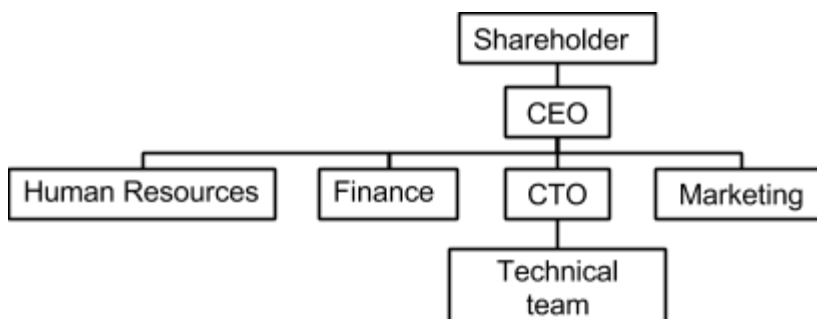 Shareholder
CEO
Human Resources
Finance
CTO
Marketing
Technical
team